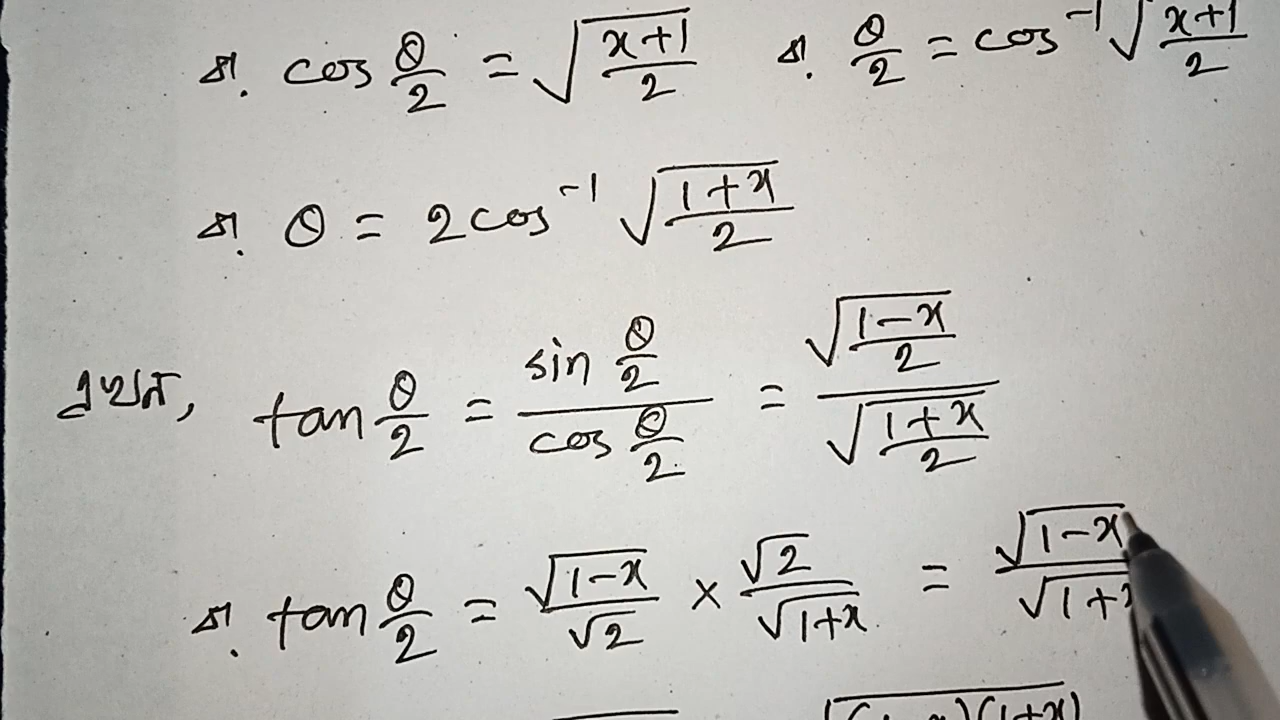 বা. cos θ/2 = √((x+1)/2) বা. θ/2 = cos⁻¹ √((x+1)/2)
বা. θ = 2cos⁻¹ √((1+x)/2)
এখন, tan θ/2 = (sin θ/2)/(cos θ/2) = √((1-x)/2)/√((1+x)/2)
বা. tan θ/2 = √(1-x)/√2 × √2/√(1+x) = √(1-x)/√(1+x)
(1+x)